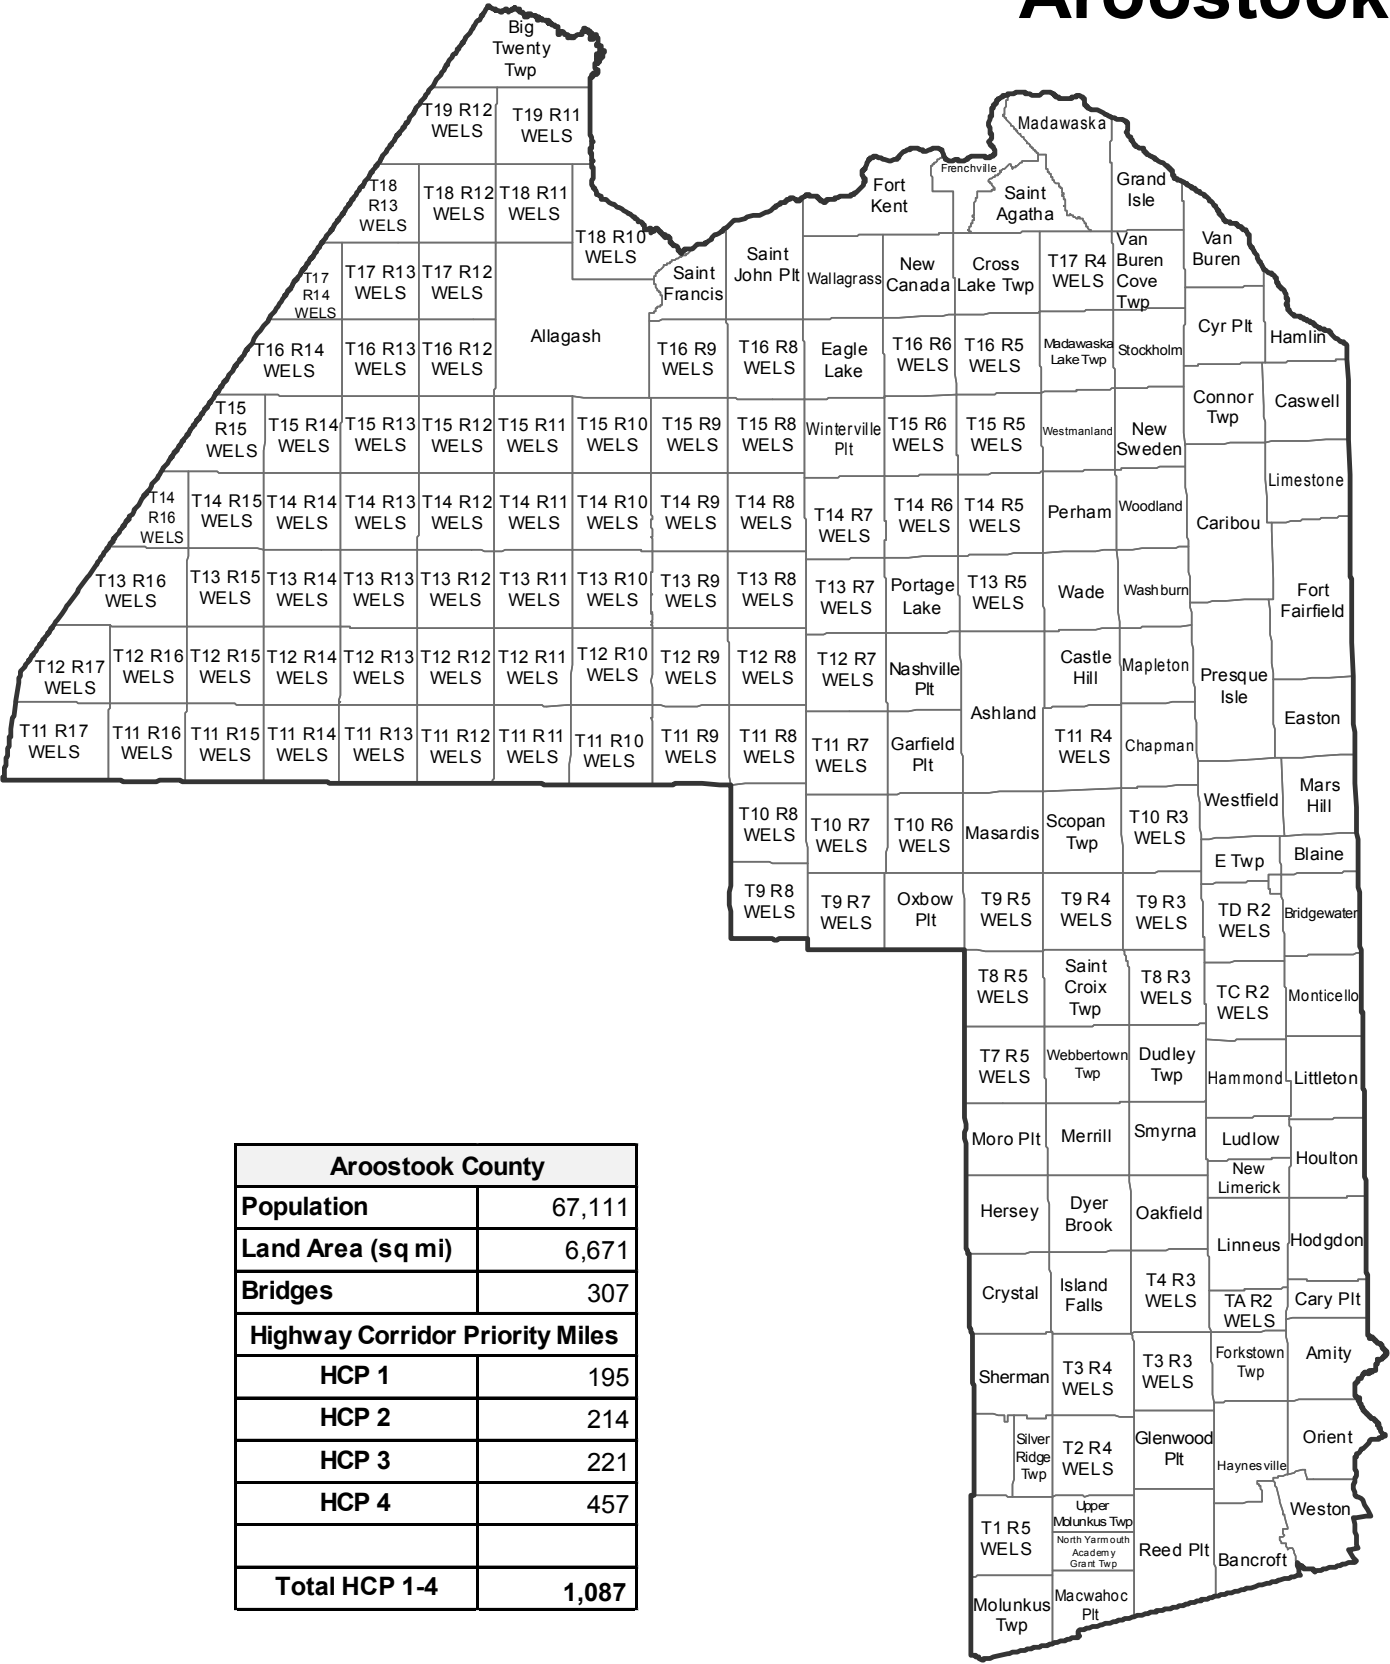 Aroostook
Big
Twenty
Twp
T19 R12
WELS
T19 R11
WELS
Madawaska
Frenchville
T18
R13
WELS
T18 R12
WELS
T18 R11
WELS
T18 R10
WELS
Fort
Kent
Saint
Agatha
Grand
Isle
Van
Buren
T17
R14
WELS
T17 R13
WELS
T17 R12
WELS
Allagash
Saint
Francis
Saint
John Plt
Wallagrass
New
Canada
Cross
Lake Twp
T17 R4
WELS
Van
Buren
Cove
Twp
Cyr Plt
Hamlin
T16 R14
WELS
T16 R13
WELS
T16 R12
WELS
T16 R9
WELS
T16 R8
WELS
Eagle
Lake
T16 R6
WELS
T16 R5
WELS
Madawaska
Lake Twp
Stockholm
Connor
Twp
Caswell
T15
R15
WELS
T15 R14
WELS
T15 R13
WELS
T15 R12
WELS
T15 R11
WELS
T15 R10
WELS
T15 R9
WELS
T15 R8
WELS
Winterville
Plt
T15 R6
WELS
T15 R5
WELS
Westmanland
New
Sweden
Limestone
T14
R16
WELS
T14 R15
WELS
T14 R14
WELS
T14 R13
WELS
T14 R12
WELS
T14 R11
WELS
T14 R10
WELS
T14 R9
WELS
T14 R8
WELS
T14 R7
WELS
T14 R6
WELS
T14 R5
WELS
Perham
Woodland
Caribou
T13 R16
WELS
T13 R15
WELS
T13 R14
WELS
T13 R13
WELS
T13 R12
WELS
T13 R11
WELS
T13 R10
WELS
T13 R9
WELS
T13 R8
WELS
T13 R7
WELS
Portage
Lake
T13 R5
WELS
Wade
Washburn
Fort
Fairfield
T12 R17
WELS
T12 R16
WELS
T12 R15
WELS
T12 R14
WELS
T12 R13
WELS
T12 R12
WELS
T12 R11
WELS
T12 R10
WELS
T12 R9
WELS
T12 R8
WELS
T12 R7
WELS
Nashville
Plt
Ashland
Castle
Hill
Mapleton
Presque
Isle
Easton
T11 R17
WELS
T11 R16
WELS
T11 R15
WELS
T11 R14
WELS
T11 R13
WELS
T11 R12
WELS
T11 R11
WELS
T11 R10
WELS
T11 R9
WELS
T11 R8
WELS
T11 R7
WELS
Garfield
Plt
T11 R4
WELS
Chapman
Westfield
Mars
Hill
T10 R8
WELS
T10 R7
WELS
T10 R6
WELS
Masardis
Scopan
Twp
T10 R3
WELS
E Twp
Blaine
T9 R8
WELS
T9 R7
WELS
Oxbow
Plt
T9 R5
WELS
T9 R4
WELS
T9 R3
WELS
TD R2
WELS
Bridgewater
T8 R5
WELS
Saint
Croix
Twp
T8 R3
WELS
TC R2
WELS
Monticello
T7 R5
WELS
Webbertown
Twp
Dudley
Twp
Hammond
Littleton
Moro Plt
Merrill
Smyrna
Ludlow
New
Limerick
Houlton
Hersey
Dyer
Brook
Oakfield
Linneus
Hodgdon
Crystal
Island
Falls
T4 R3
WELS
TA R2
WELS
Cary Plt
Sherman
T3 R4
WELS
T3 R3
WELS
Forkstown
Twp
Amity
Silver
Ridge
Twp
T2 R4
WELS
Glenwood
Plt
Haynesville
Orient
Weston
T1 R5
WELS
Upper
Molunkus Twp
North Yarmouth
Academy
Grant Twp
Reed Plt
Bancroft
Molunkus
Twp
Macwahoc
Plt
Aroostook County
Population 67,111
Land Area (sq mi) 6,671
Bridges 307
Highway Corridor Priority Miles
HCP 1 195
HCP 2 214
HCP 3 221
HCP 4 457
Total HCP 1-4 1,087